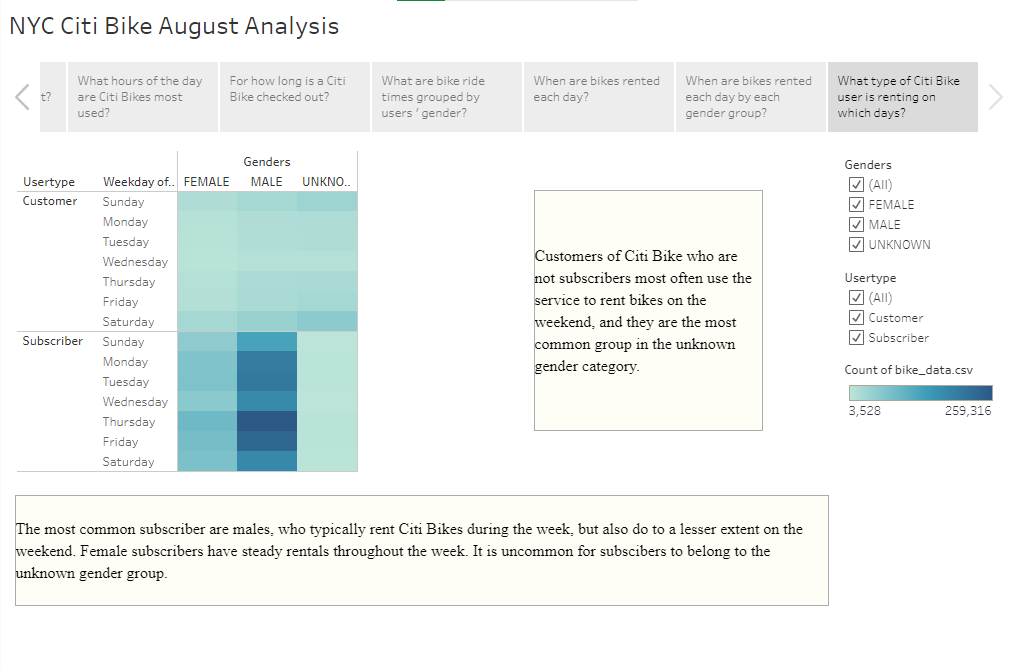 NYC Citi Bike August Analysis
t?
What hours of the day
are Citi Bikes most
used?
For how long is a Citi
Bike checked out?
What are bike ride
times grouped by
users' gender?
When are bikes rented
each day?
When are bikes rented
each day by each
gender group?
What type of Citi Bike
user is renting on
which days?
Genders
Usertype Weekday of.. FEMALE MALE UNKNO..
Customer Sunday
Monday
Tuesday
Wednesday
Thursday
Friday
Saturday
Subscriber Sunday
Monday
Tuesday
Wednesday
Thursday
Friday
Saturday
Customers of Citi Bike who are
not subscribers most often use the
service to rent bikes on the
weekend, and they are the most
common group in the unknown
gender category.
Genders
(All)
FEMALE
MALE
UNKNOWN
Usertype
(All)
Customer
Subscriber
Count of bike_data.csv
3,528 259,316
The most common subscriber are males, who typically rent Citi Bikes during the week, but also do to a lesser extent on the
weekend. Female subscribers have steady rentals throughout the week. It is uncommon for subscibers to belong to the
unknown gender group.